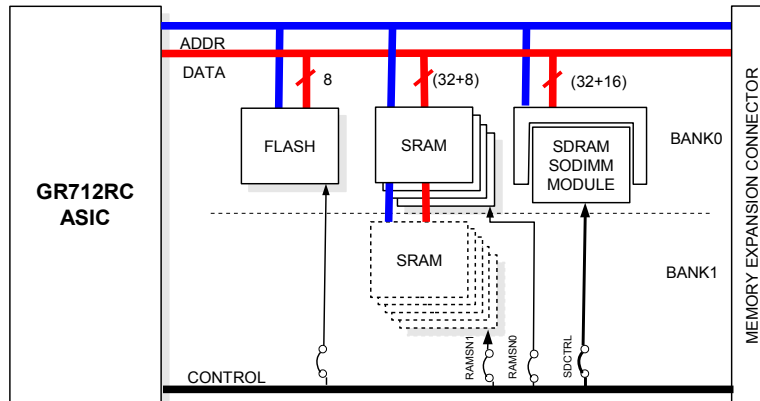 ADDR
DATA
8
(32+8)
(32+16)
FLASH
SRAM
SDRAM
SODIMM
MODULE
BANK0
GR712RC
ASIC
SRAM
BANK1
RAMSN1
RAMSN0
SDCTRL
CONTROL
MEMORY EXPANSION CONNECTOR